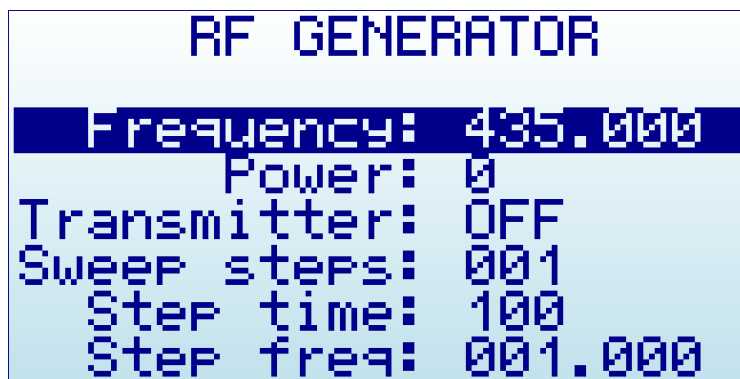 RF GENERATOR
Frequency: 435.000
Power: 0
Transmitter: OFF
Sweep steps: 001
Step time: 100
Step freq: 001.000